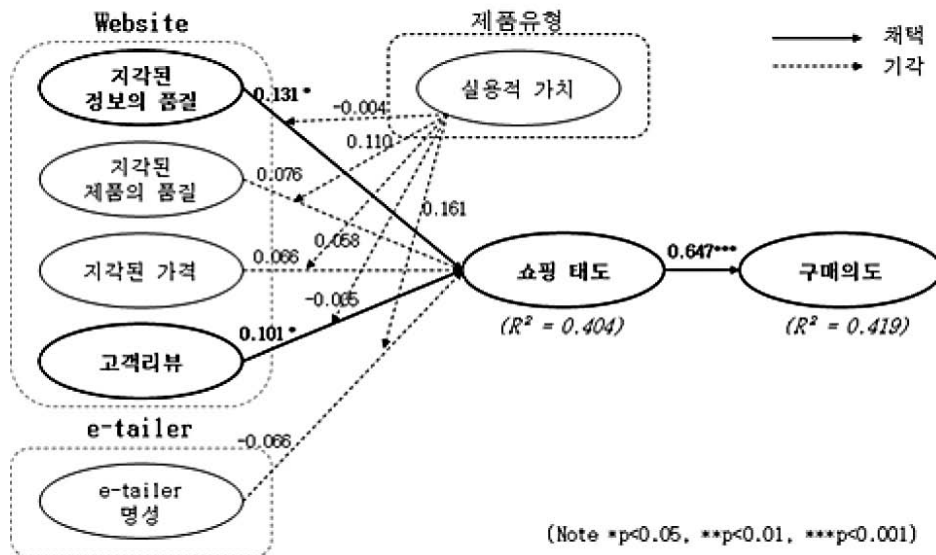 Website
제품유형
채택
기각
지각된
정보의 품질
0.131 *
-0.004
실용적 가치
0.110
지각된
제품의 품질
0.076
0.161
지각된 가격
0.066
0.058
쇼핑 태도
0.647***
구매의도
(R² = 0.404)
(R² = 0.419)
고객리뷰
0.101 *
e-tailer
-0.066
e-tailer
명성
(Note *p<0.05, **p<0.01, ***p<0.001)